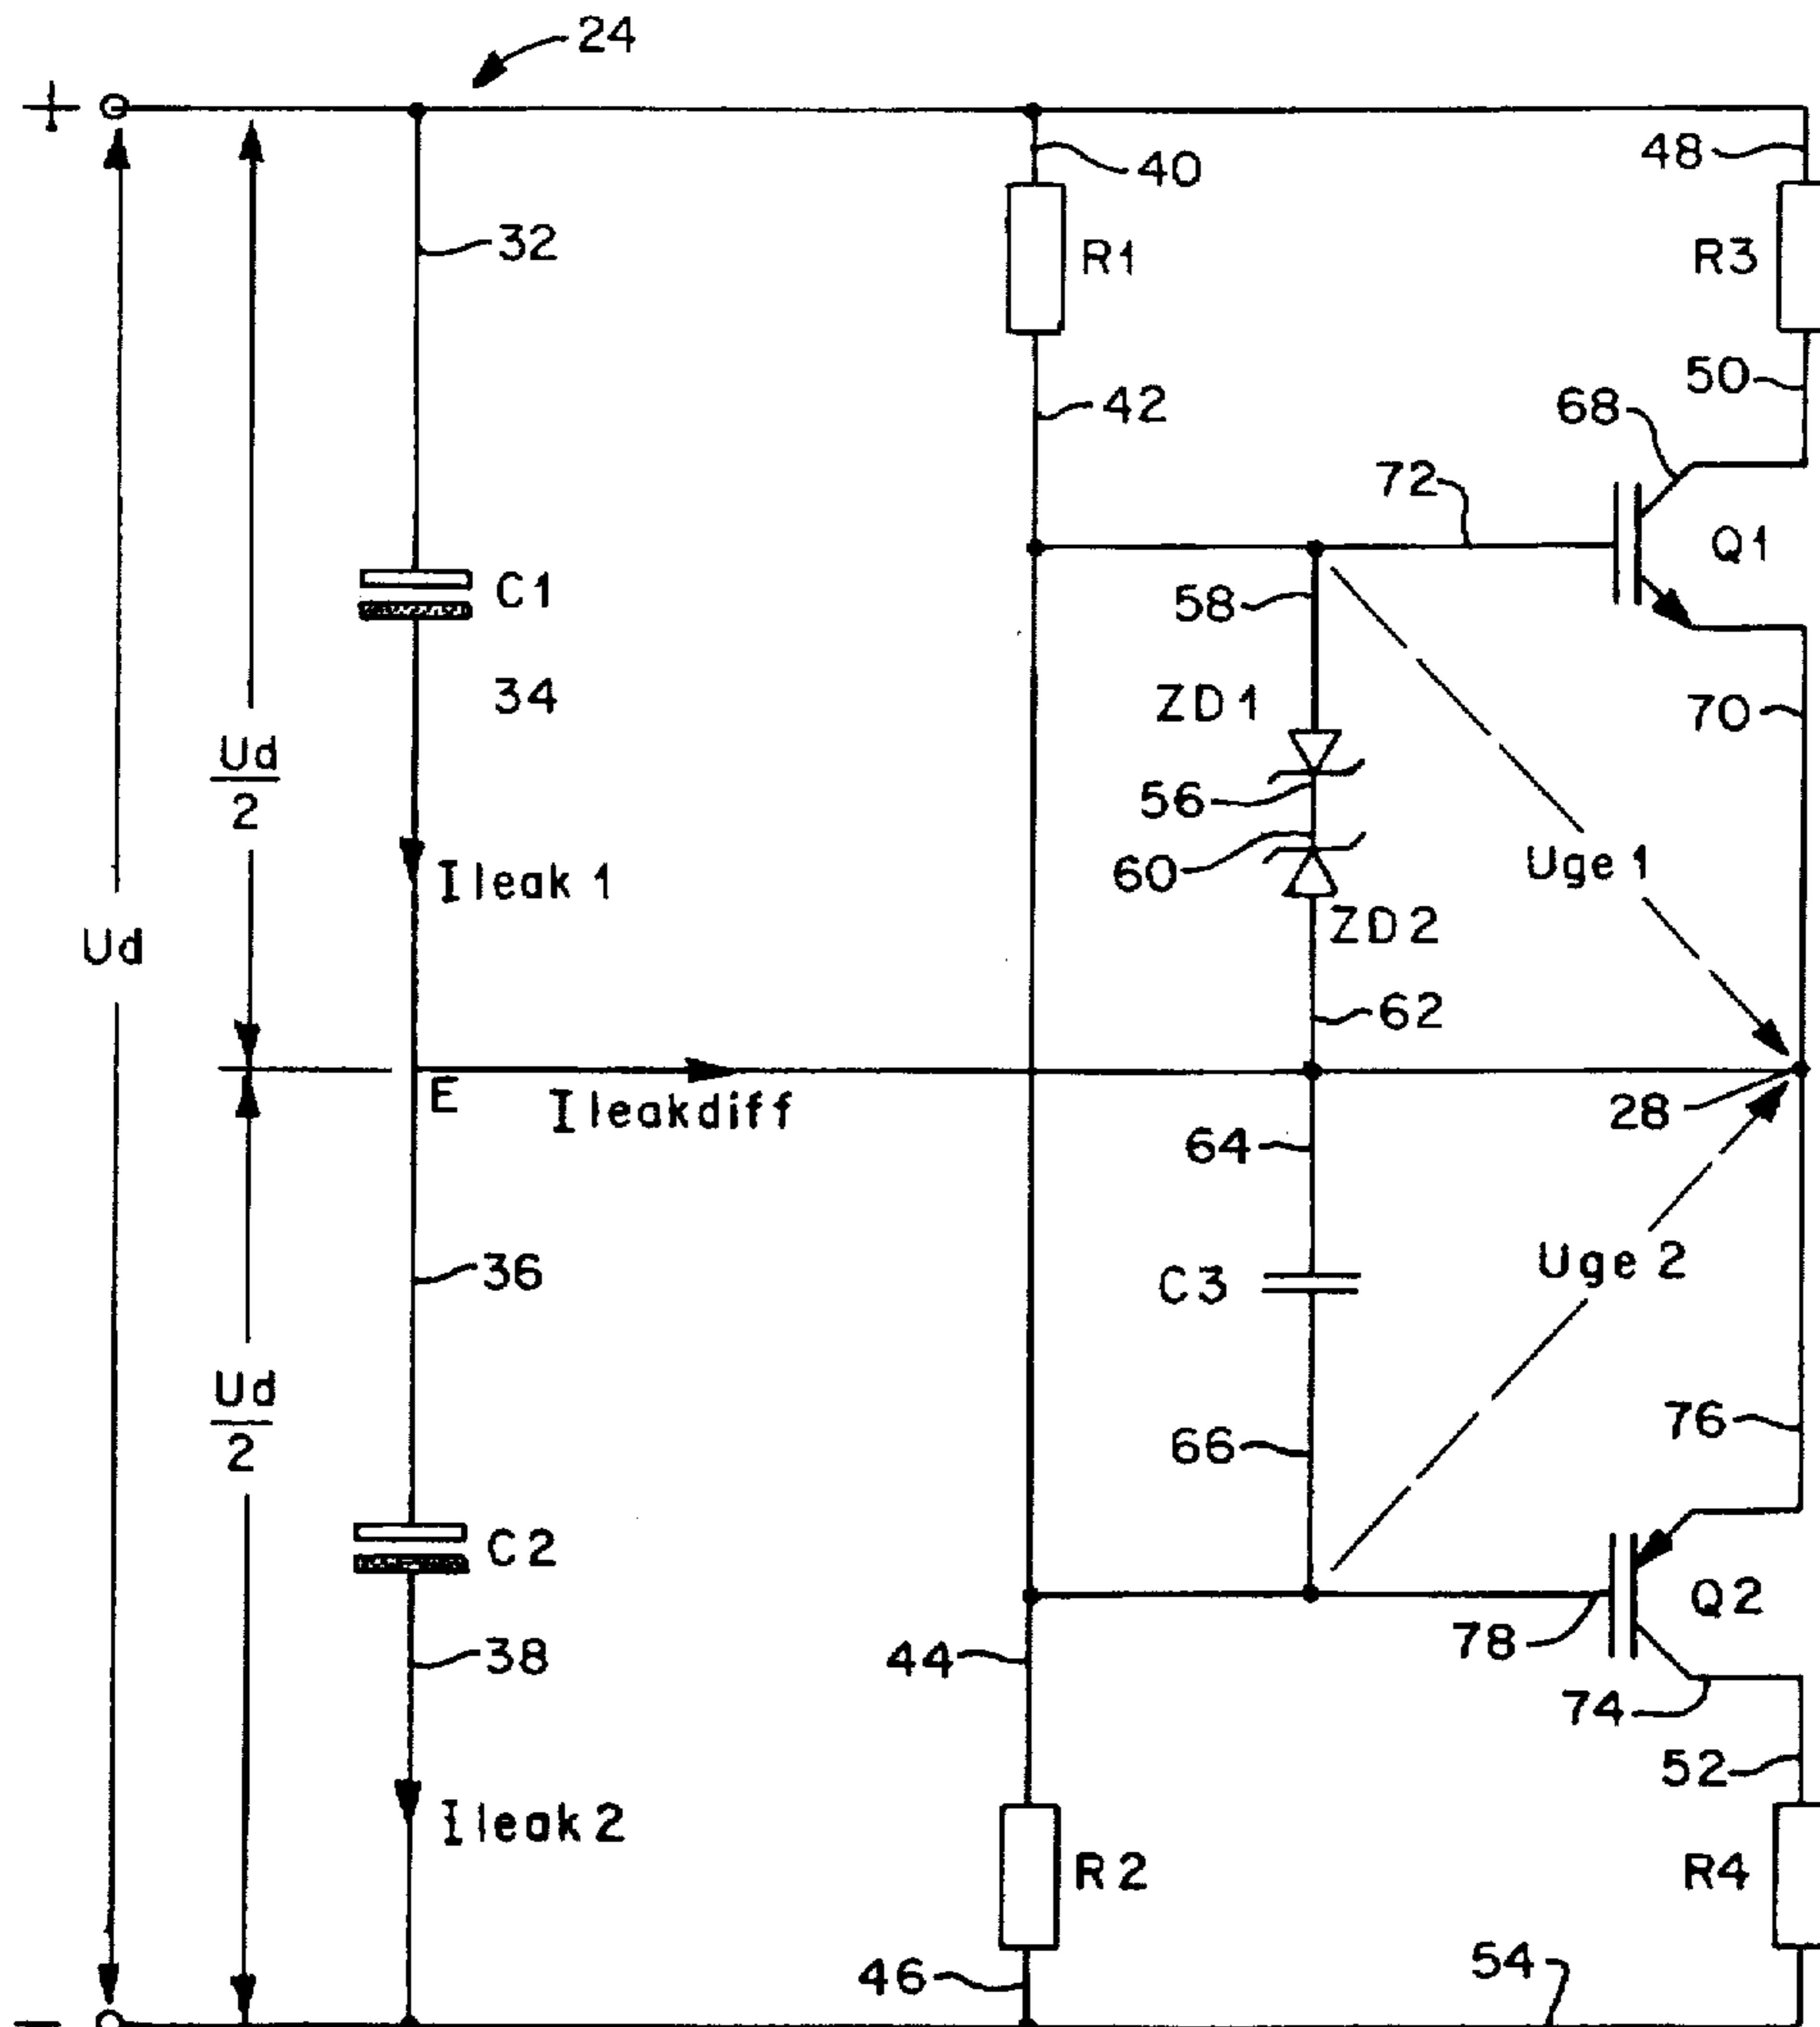 24
+
40
48
32
R1
R3
50
42
68
72
C1
Q1
58
34
ZD1
70
Ud
2
56
Uge 1
60
I leak 1
ZD2
Ud
62
E
I leakdiff
28
64
36
C3
Uge 2
Ud
2
66
76
C2
Q2
38
44
78
74
52
I leak 2
R2
R4
46
54
−